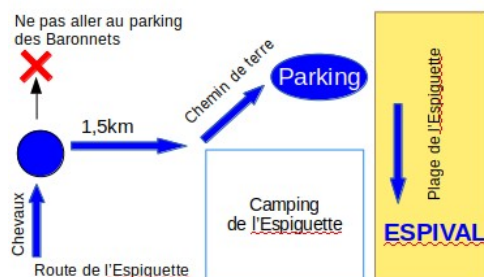 Ne pas aller au parking
des Baronnets
1,5km
Chemin de terre
Parking
Plage de l'Espiguette
Chevaux
Camping
de l'Espiguette
ESPIVAL
Route de l'Espiguette